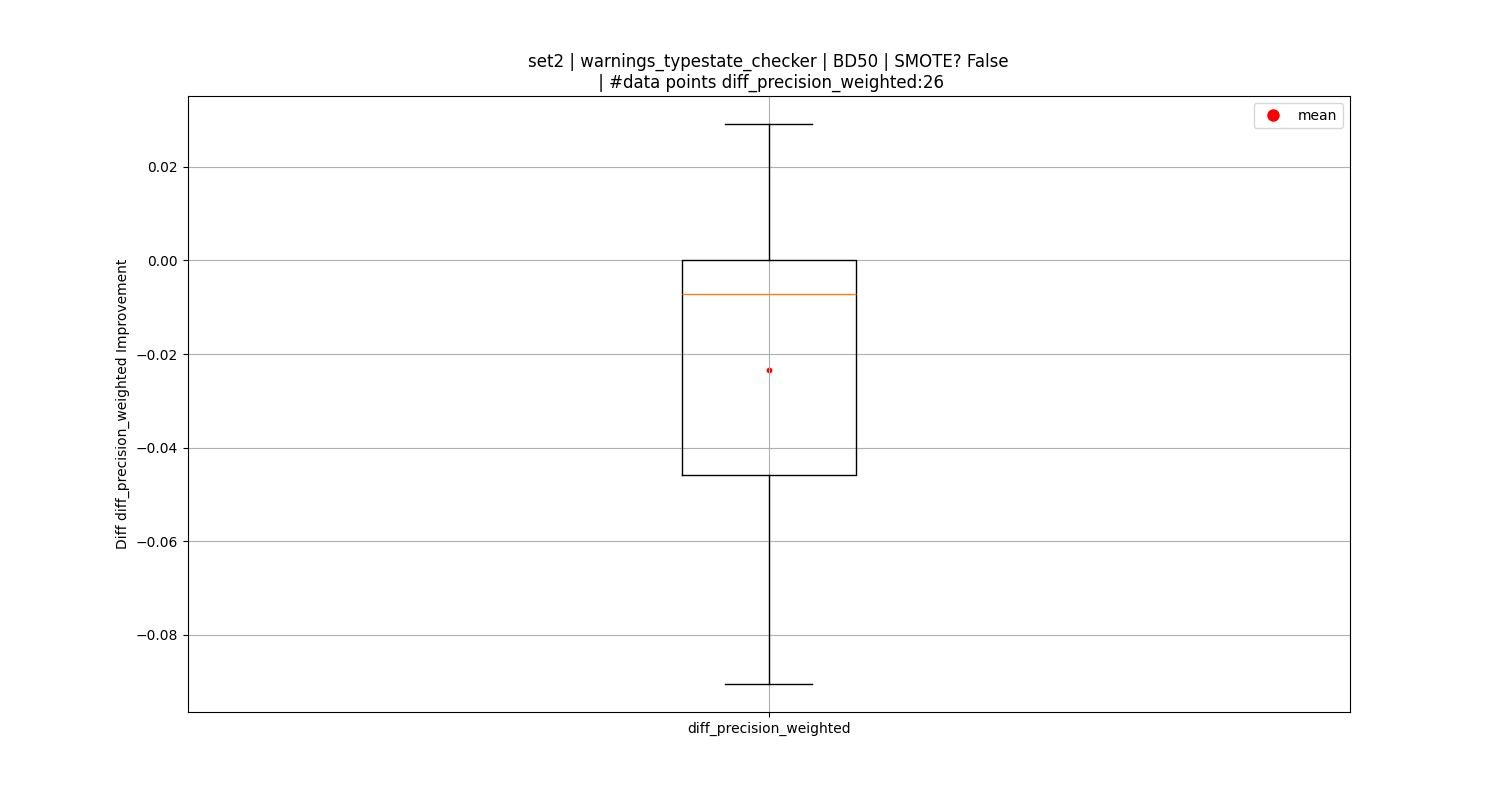 set2 | warnings_typestate_checker | BD50 | SMOTE? False
| #data points diff_precision_weighted:26
mean
Diff diff_precision_weighted Improvement
0.02
0.00
−0.02
−0.04
−0.06
−0.08
diff_precision_weighted